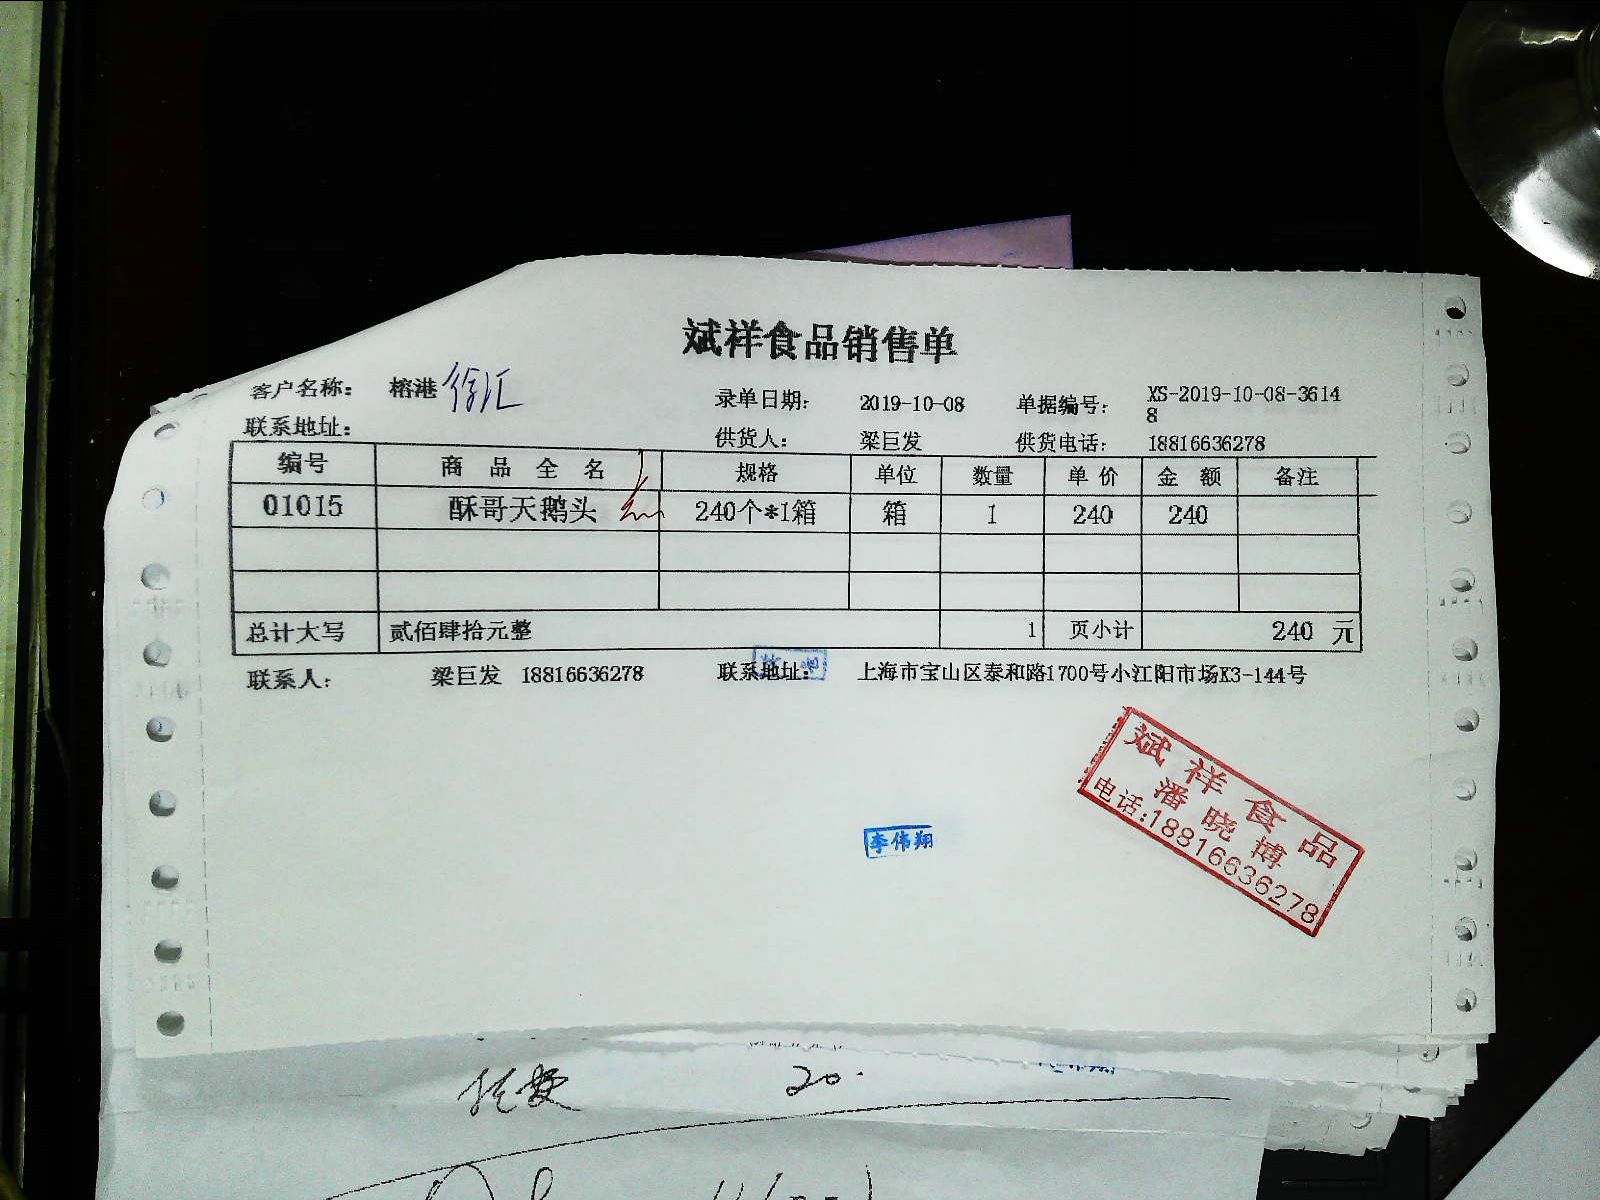 斌祥食品销售单
客户名称： 榕港 徐汇 录单日期： 2019-10-08 单据编号： XS-2019-10-08-3614
8
联系地址： 供货人： 梁巨发 供货电话： 18816636278
编号 商 品 全 名 规格 单位 数量 单 价 金 额 备注
01015 酥哥天鹅头 240个*1箱 箱 1 240 240
总计大写 贰佰肆拾元整 1 页小计 240 元
联系人： 梁巨发 18816636278 联系地址： 上海市宝山区泰和路1700号小江阳市场K3-144号
斌祥食品
潘晓博
电话:18816636278
李伟翔
20.